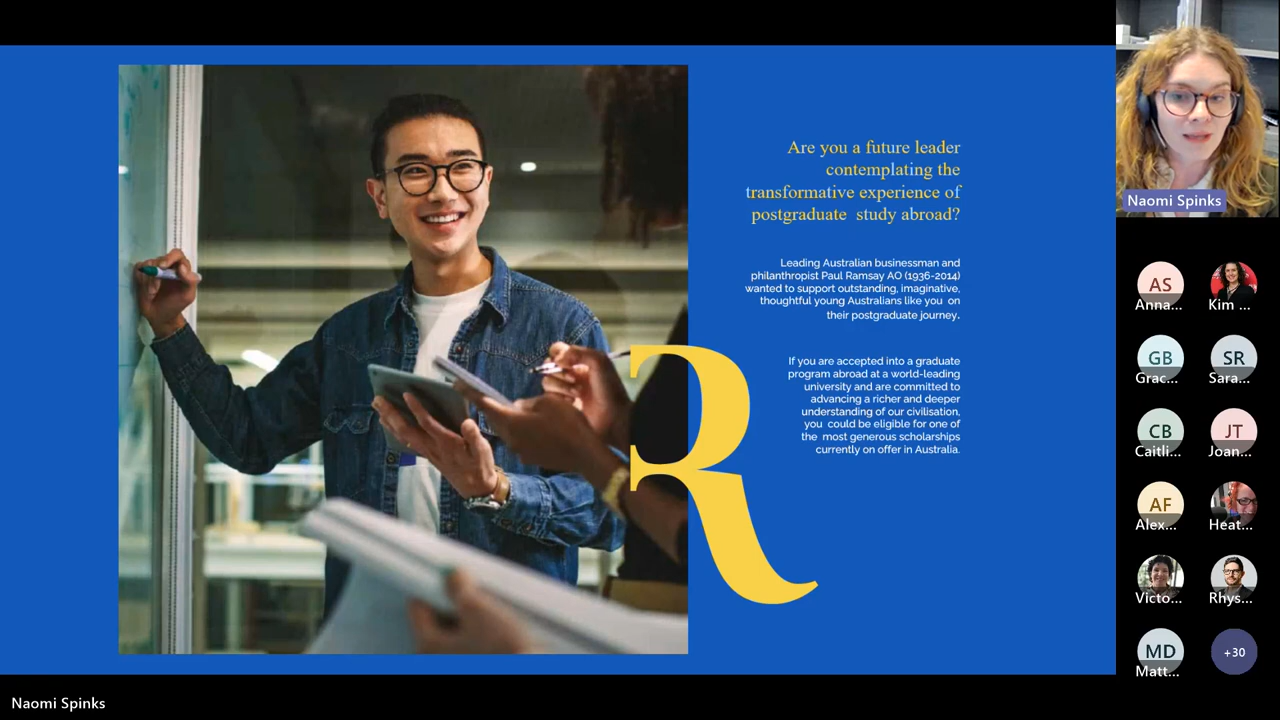 Are you a future leader
contemplating the
transformative experience of
postgraduate study abroad?
Leading Australian businessman and
philanthropist Paul Ramsay AO (1936-2014)
wanted to support outstanding, imaginative,
thoughtful young Australians like you on
their postgraduate journey.
If you are accepted into a graduate
program abroad at a world-leading
university and are committed to
advancing a richer and deeper
understanding of our civilisation,
you could be eligible for one of
the most generous scholarships
currently on offer in Australia.
R
Naomi Spinks
AS
Anna...
Kim ...
GB
Grac...
SR
Sara...
CB
Caitli...
JT
Joan...
AF
Alex...
Heat...
Victo...
Rhys...
MD
Matt...
+30
Naomi Spinks